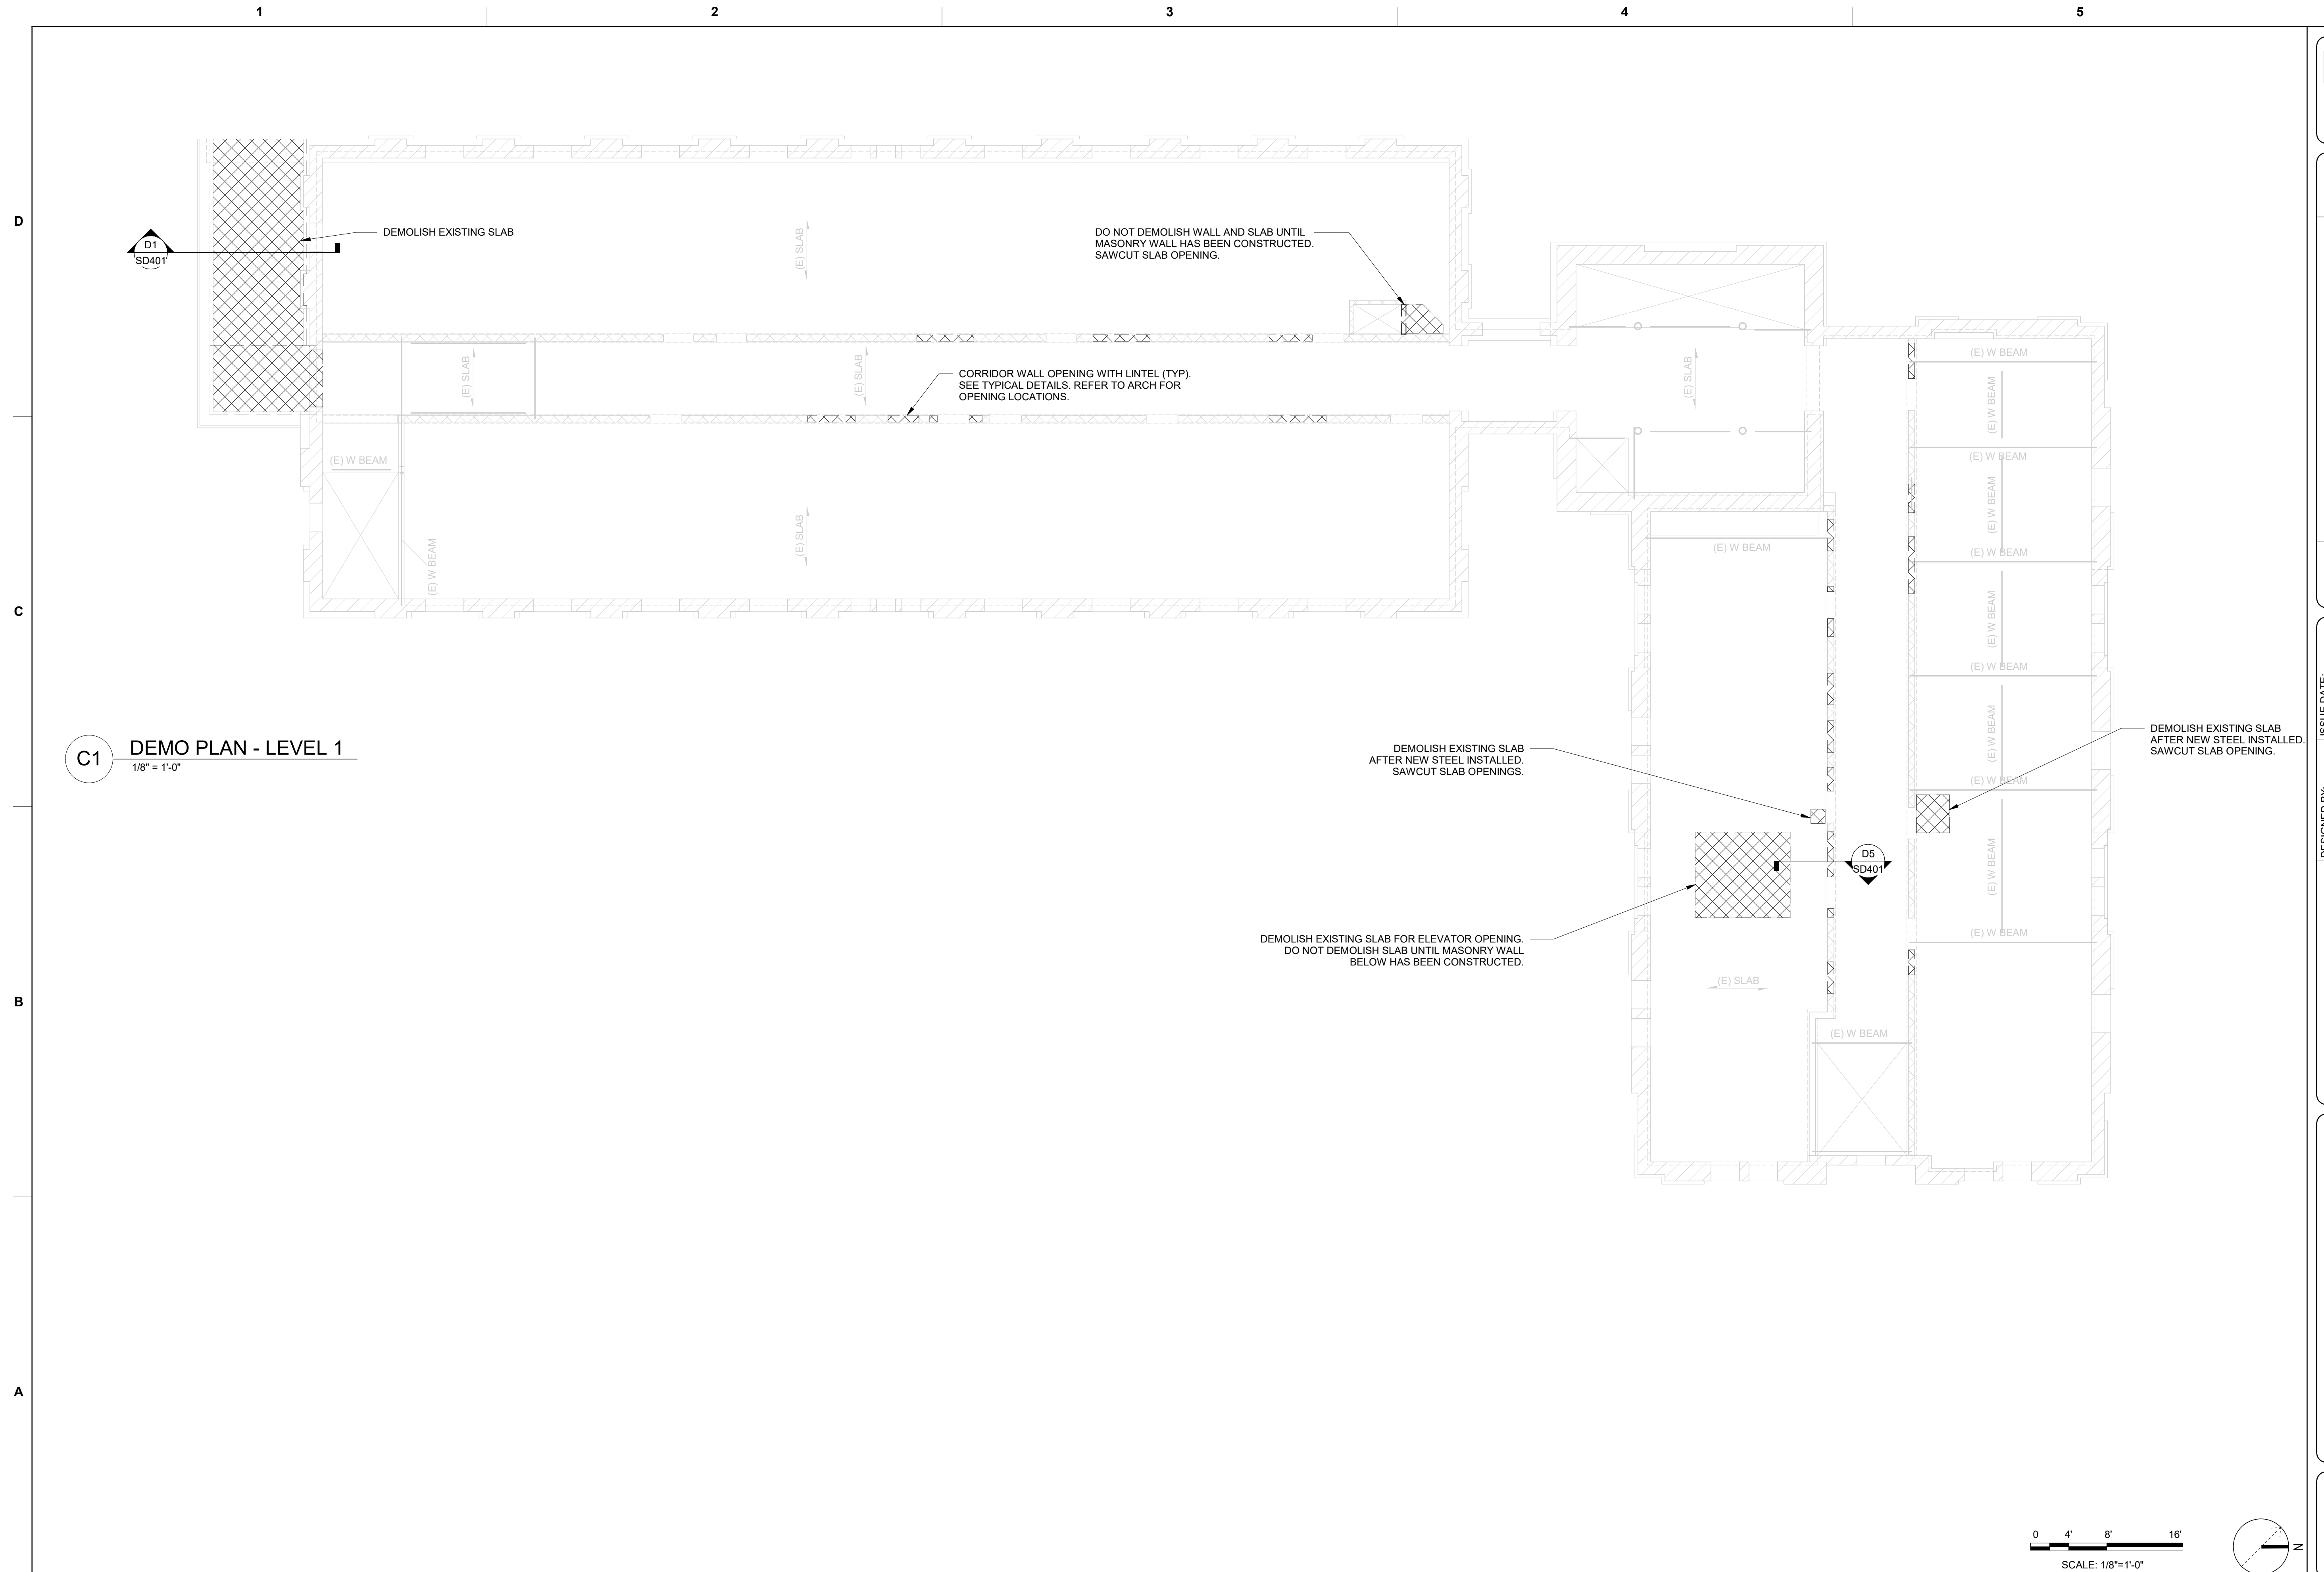 1
2
3
4
5
D
C
B
A
D1
SD401
DEMOLISH EXISTING SLAB
(E) SLAB
DO NOT DEMOLISH WALL AND SLAB UNTIL
MASONRY WALL HAS BEEN CONSTRUCTED.
SAWCUT SLAB OPENING.
(E) SLAB
(E) SLAB
CORRIDOR WALL OPENING WITH LINTEL (TYP).
SEE TYPICAL DETAILS. REFER TO ARCH FOR
OPENING LOCATIONS.
(E) SLAB
(E) W BEAM
(E) W BEAM
(E) W BEAM
(E) W BEAM
(E) W BEAM
(E) SLAB
(E) W BEAM
(E) W BEAM
(E) W BEAM
(E) W BEAM
(E) W BEAM
(E) W BEAM
(E) W BEAM
C1
DEMO PLAN - LEVEL 1
1/8" = 1'-0"
DEMOLISH EXISTING SLAB
AFTER NEW STEEL INSTALLED.
SAWCUT SLAB OPENINGS.
DEMOLISH EXISTING SLAB
AFTER NEW STEEL INSTALLED.
SAWCUT SLAB OPENING.
(E) W BEAM
(E) W BEAM
D5
SD401
DEMOLISH EXISTING SLAB FOR ELEVATOR OPENING.
DO NOT DEMOLISH SLAB UNTIL MASONRY WALL
BELOW HAS BEEN CONSTRUCTED.
(E) W BEAM
(E) SLAB
(E) W BEAM
ISSUE DATE:
DESIGNED BY:
0 4' 8' 16'
SCALE: 1/8"=1'-0"
N